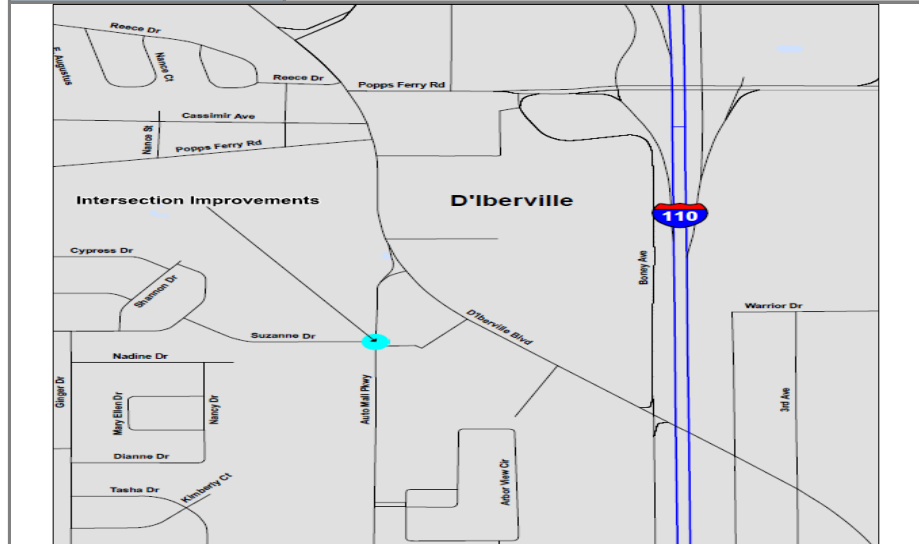 Reece Dr
F. Augustus
Nance Ct
Reece Dr
Popps Ferry Rd
Cassimir Ave
Nance St
Popps Ferry Rd
Intersection Improvements
D'Iberville
110
Cypress Dr
Shannon Dr
Boney Ave
Suzanne Dr
D'Iberville Blvd
Warrior Dr
Nadine Dr
Ginger Dr
Mary Ellen Dr
Nancy Dr
Auto Mall Pkwy
3rd Ave
Dianne Dr
Tasha Dr
Kimberly Ct
Arbor View Cir